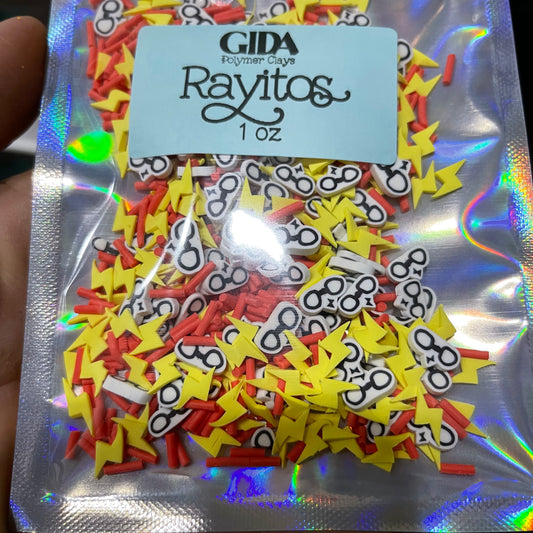 GIDA
Polymer Clays
Rayitos
1 oz